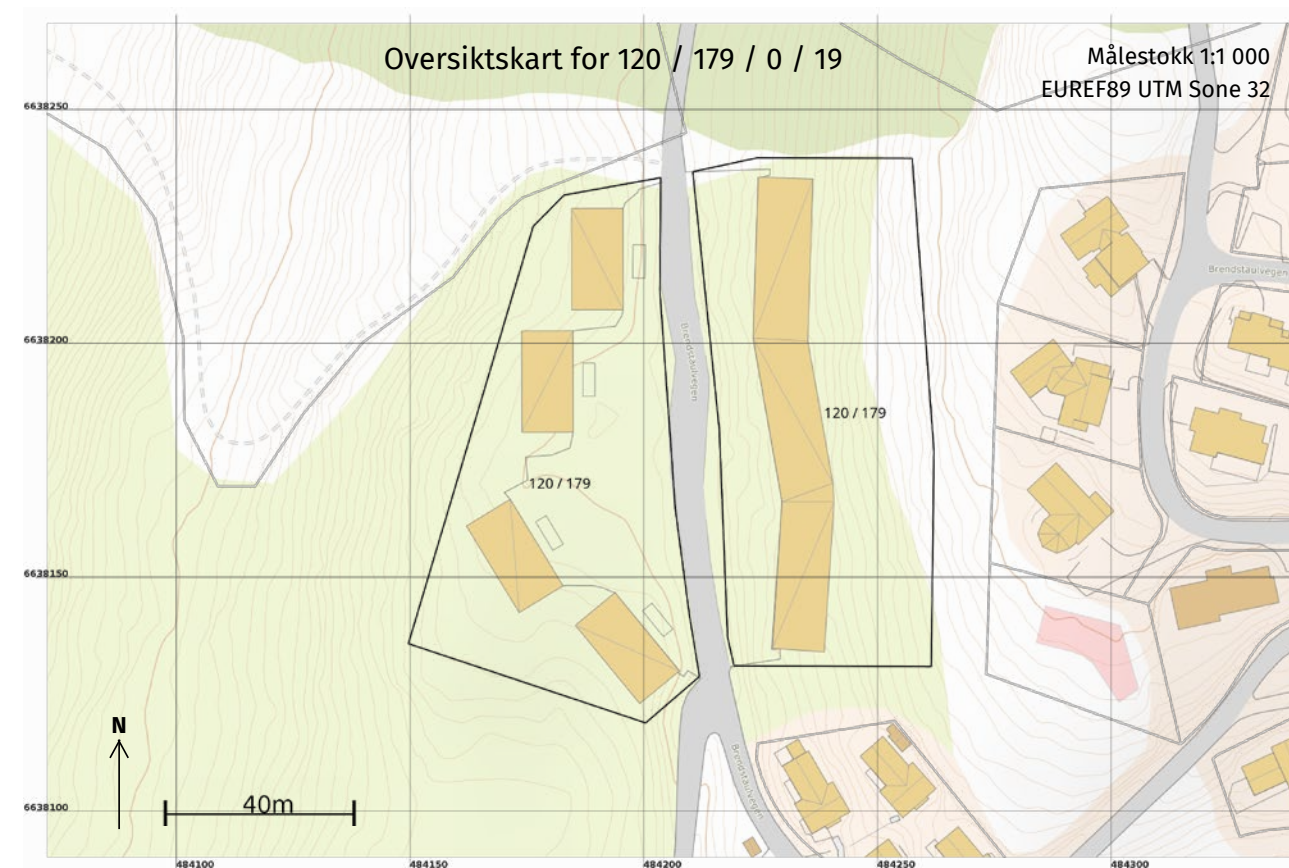 Oversiktskart for 120 / 179 / 0 / 19
Målestokk 1:1 000
EUREF89 UTM Sone 32
6638250
Brendstaulvegen
6638200
Brendstaulvegen
120 / 179
120 / 179
6638150
N
40m
Brendstaulvegen
6638100
484100
484150
484200
484250
484300